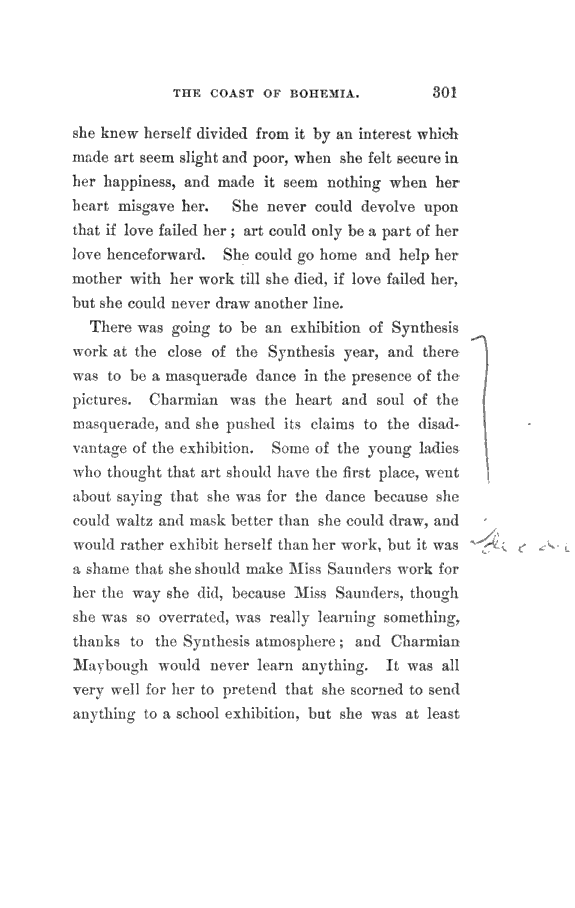 THE COAST OF BOHEMIA. 301
she knew herself divided from it by an interest which
made art seem slight and poor, when she felt secure in
her happiness, and made it seem nothing when her
heart misgave her. She never could devolve upon
that if love failed her ; art could only be a part of her
love henceforward. She could go home and help her
mother with her work till she died, if love failed her,
but she could never draw another line.
There was going to be an exhibition of Synthesis
work at the close of the Synthesis year, and there
was to be a masquerade dance in the presence of the
pictures. Charmian was the heart and soul of the
masquerade, and she pushed its claims to the disad-
vantage of the exhibition. Some of the young ladies
who thought that art should have the first place, went
about saying that she was for the dance because she
could waltz and mask better than she could draw, and
would rather exhibit herself than her work, but it was
a shame that she should make Miss Saunders work for
her the way she did, because Miss Saunders, though
she was so overrated, was really learning something,
thanks to the Synthesis atmosphere ; and Charmian
Maybough would never learn anything. It was all
very well for her to pretend that she scorned to send
anything to a school exhibition, but she was at least